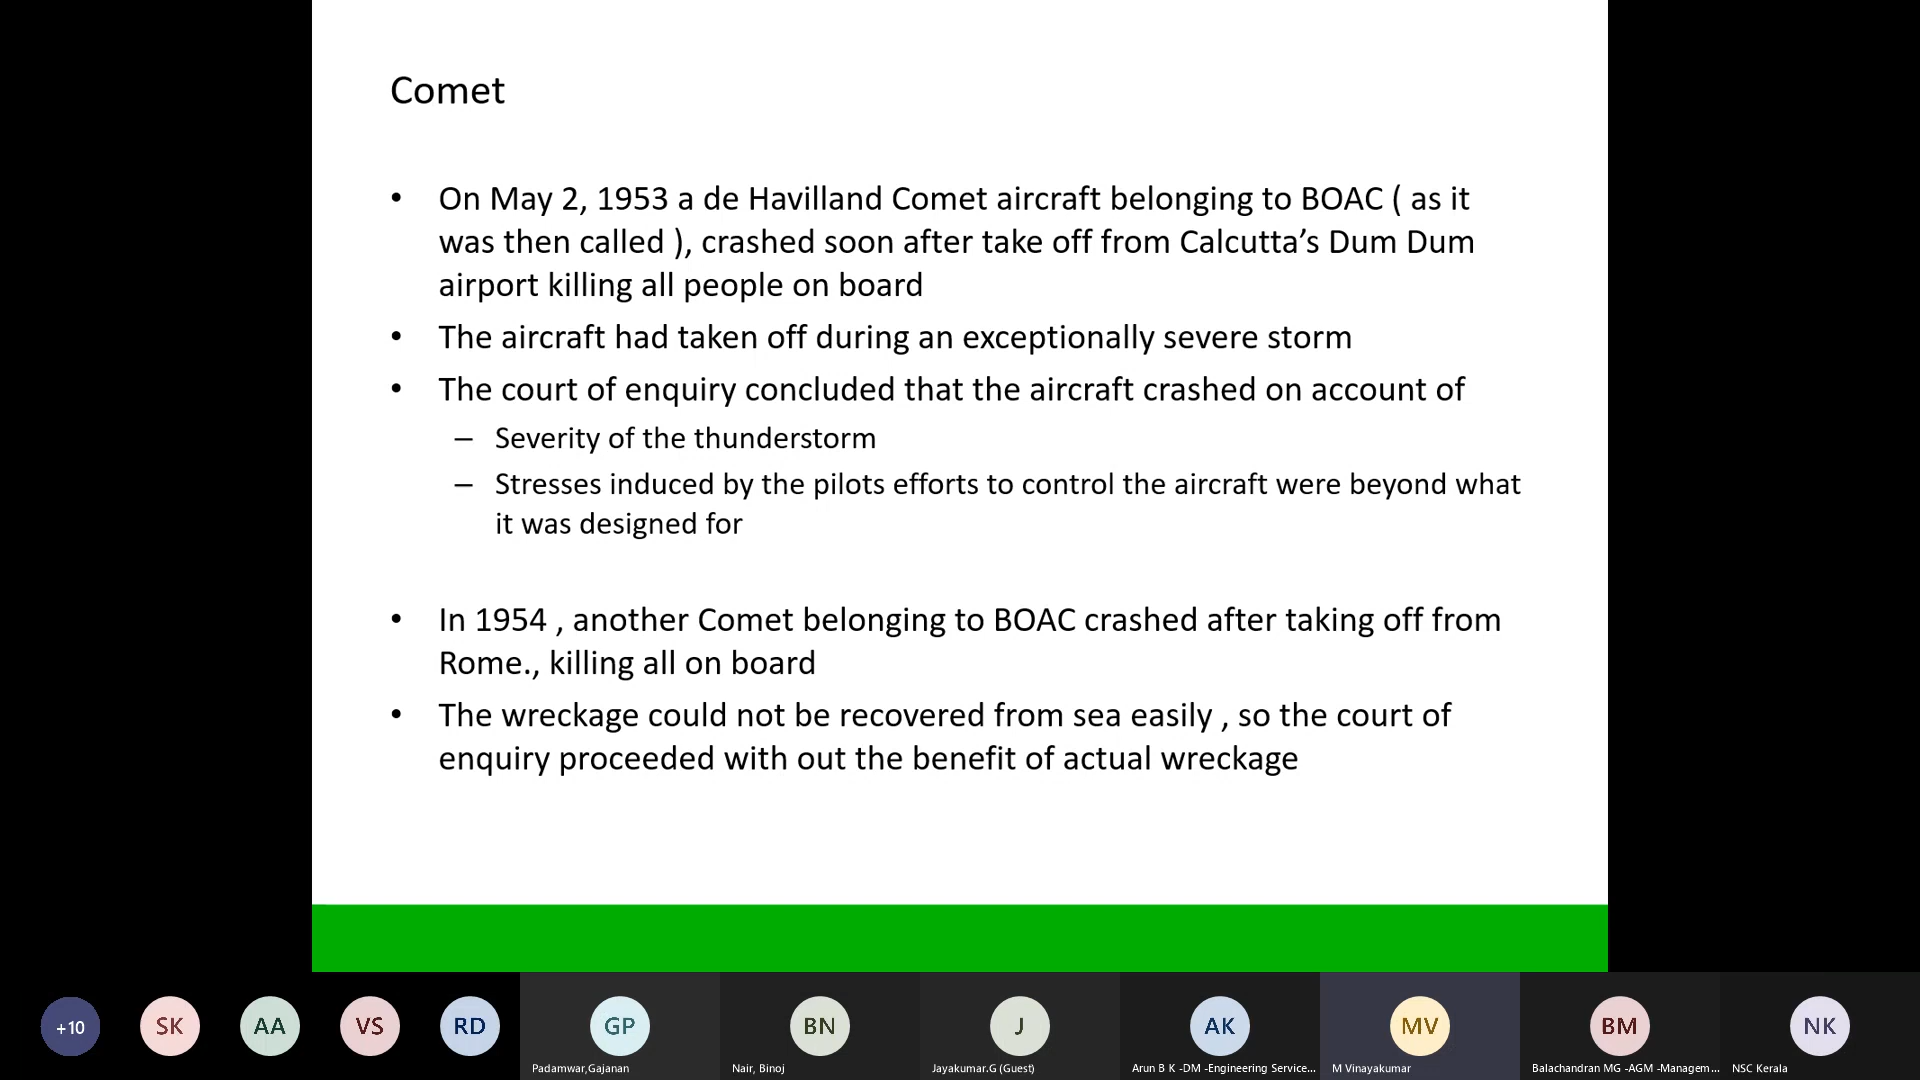 Comet
• On May 2, 1953 a de Havilland Comet aircraft belonging to BOAC ( as it
was then called ), crashed soon after take off from Calcutta’s Dum Dum
airport killing all people on board
• The aircraft had taken off during an exceptionally severe storm
• The court of enquiry concluded that the aircraft crashed on account of
– Severity of the thunderstorm
– Stresses induced by the pilots efforts to control the aircraft were beyond what
it was designed for
• In 1954 , another Comet belonging to BOAC crashed after taking off from
Rome., killing all on board
• The wreckage could not be recovered from sea easily , so the court of
enquiry proceeded with out the benefit of actual wreckage
+10 SK AA VS RD GP BN J AK MV BM NK
Padamwar,Gajanan Nair, Binoj Jayakumar.G (Guest) Arun B K -DM -Engineering Service... M Vinayakumar Balachandran MG -AGM -Managem... NSC Kerala